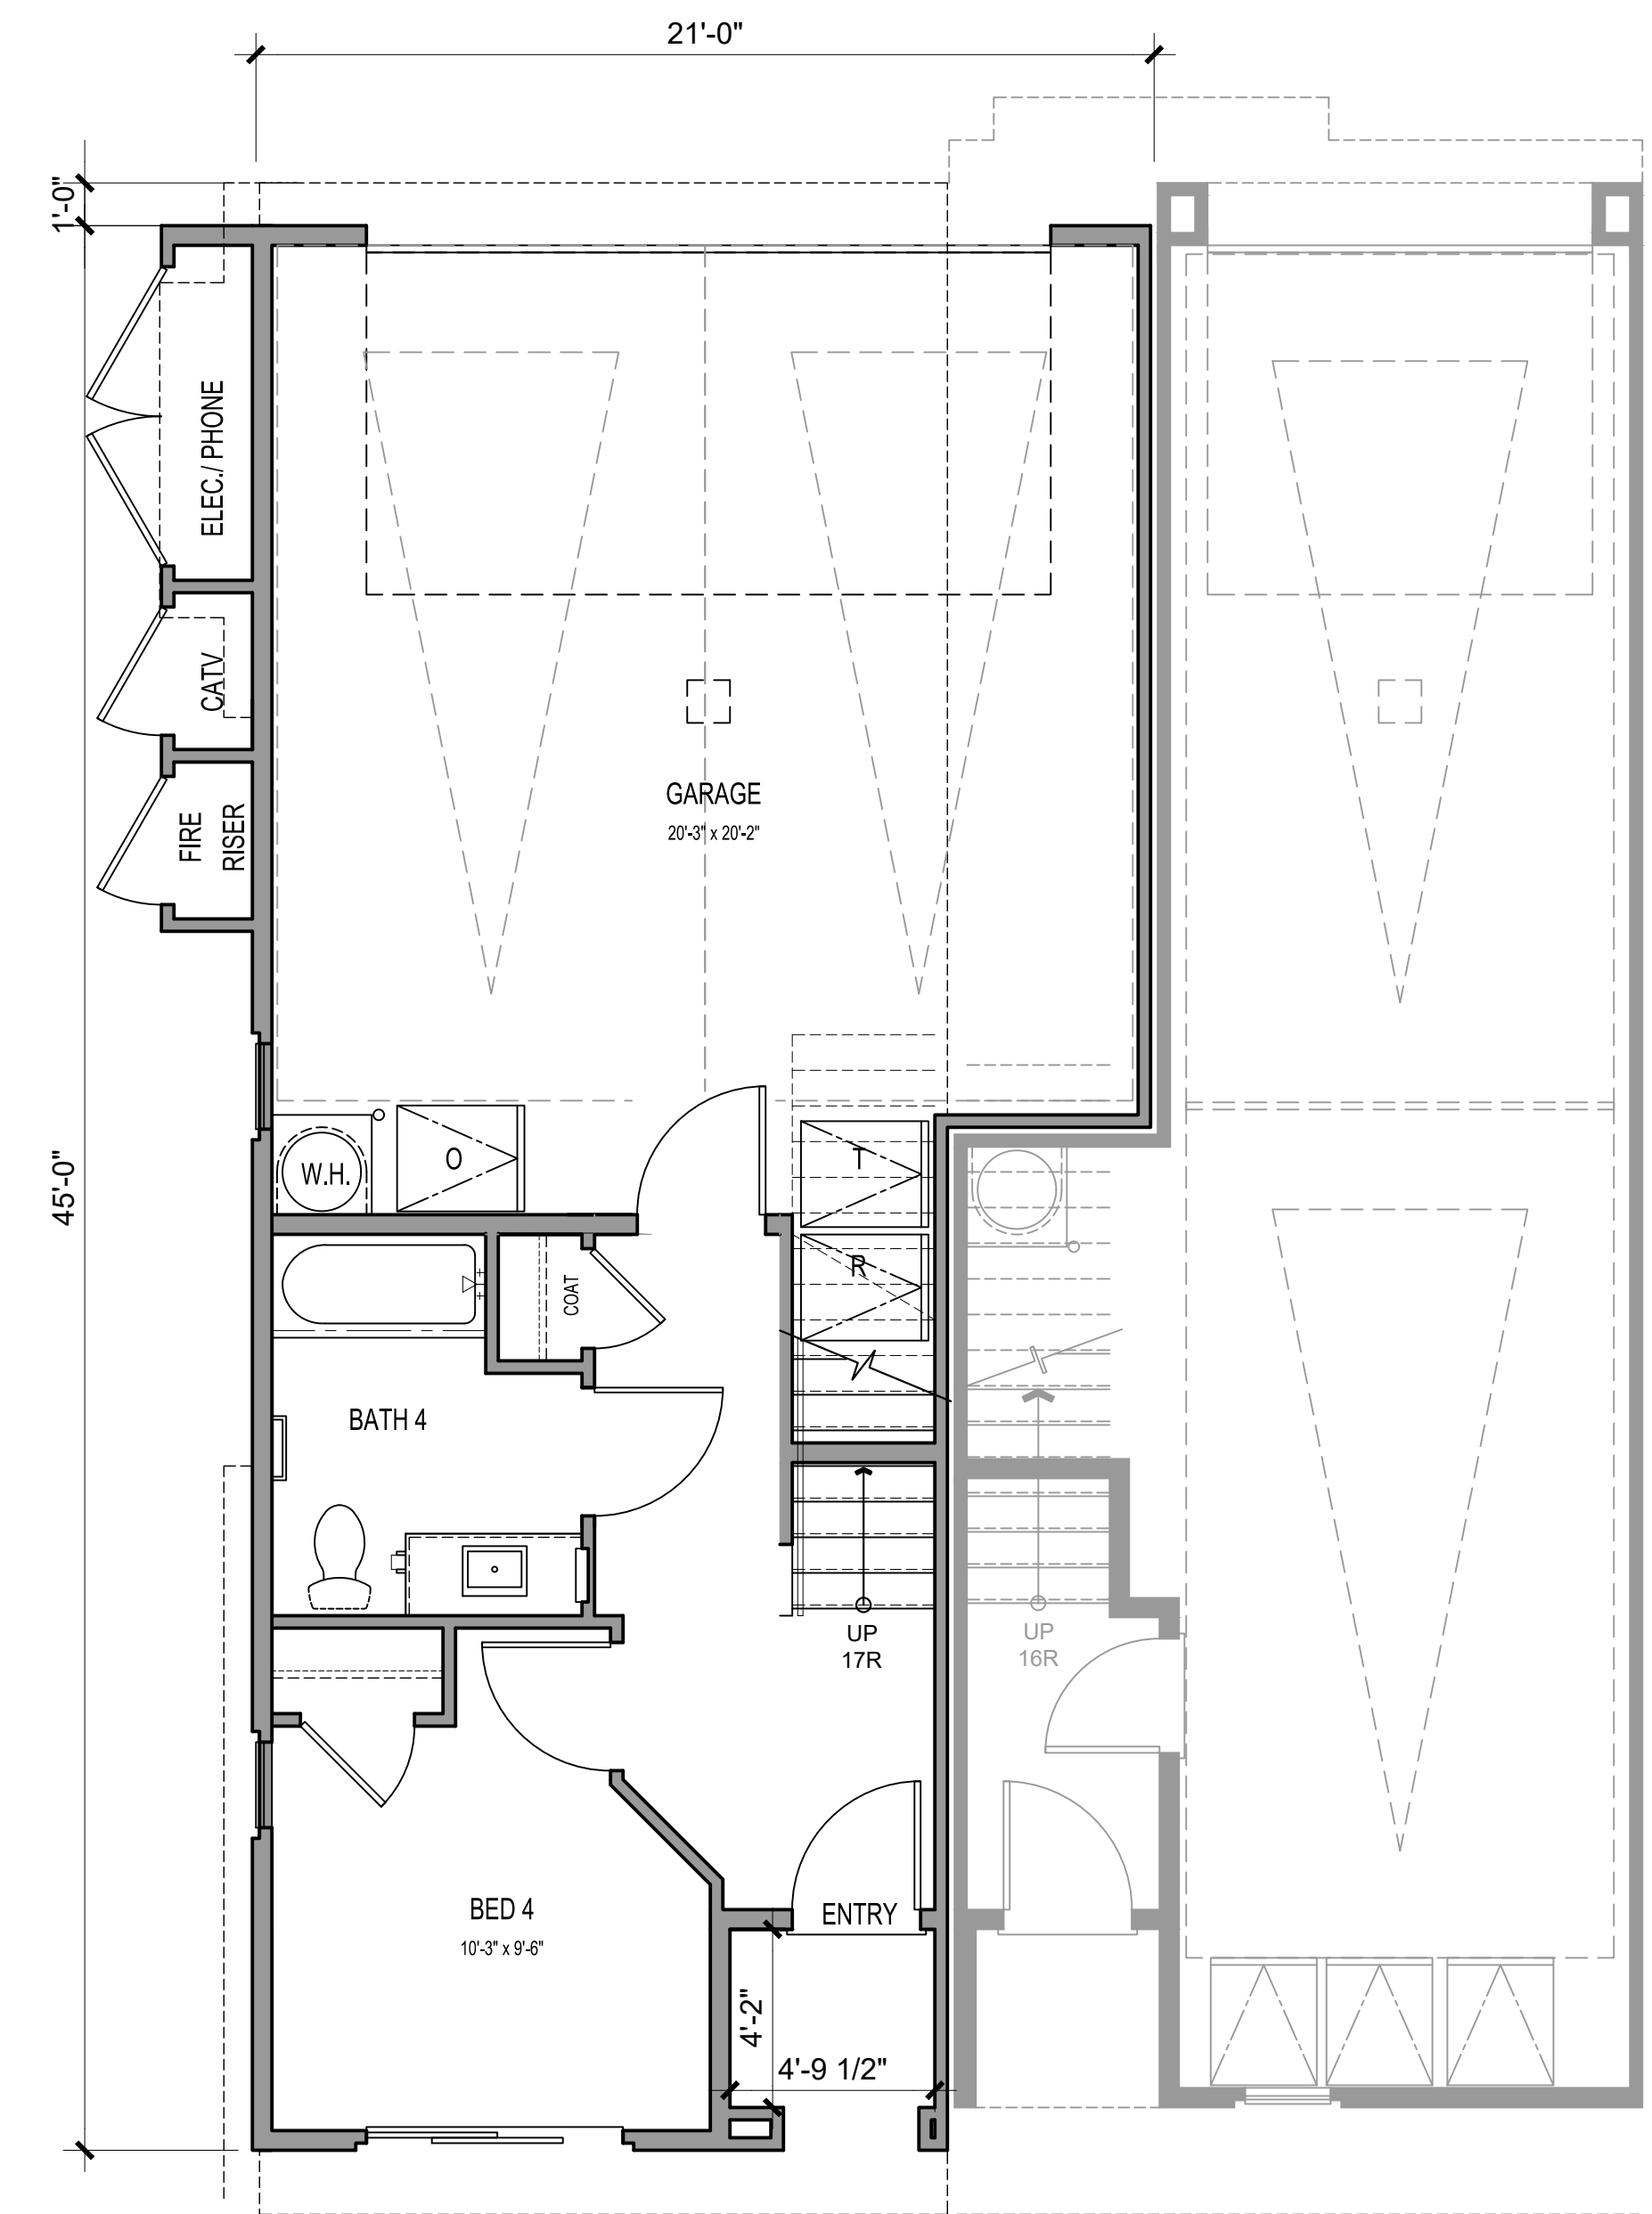 21'-0"
1'-0"
ELEC./ PHONE
CATV
GARAGE
20'-3" x 20'-2"
FIRE
RISER
45'-0"
W.H.
O
T
R
COAT
BATH 4
UP
17R
UP
16R
BED 4
10'-3" x 9'-6"
ENTRY
4'-2"
4'-9 1/2"